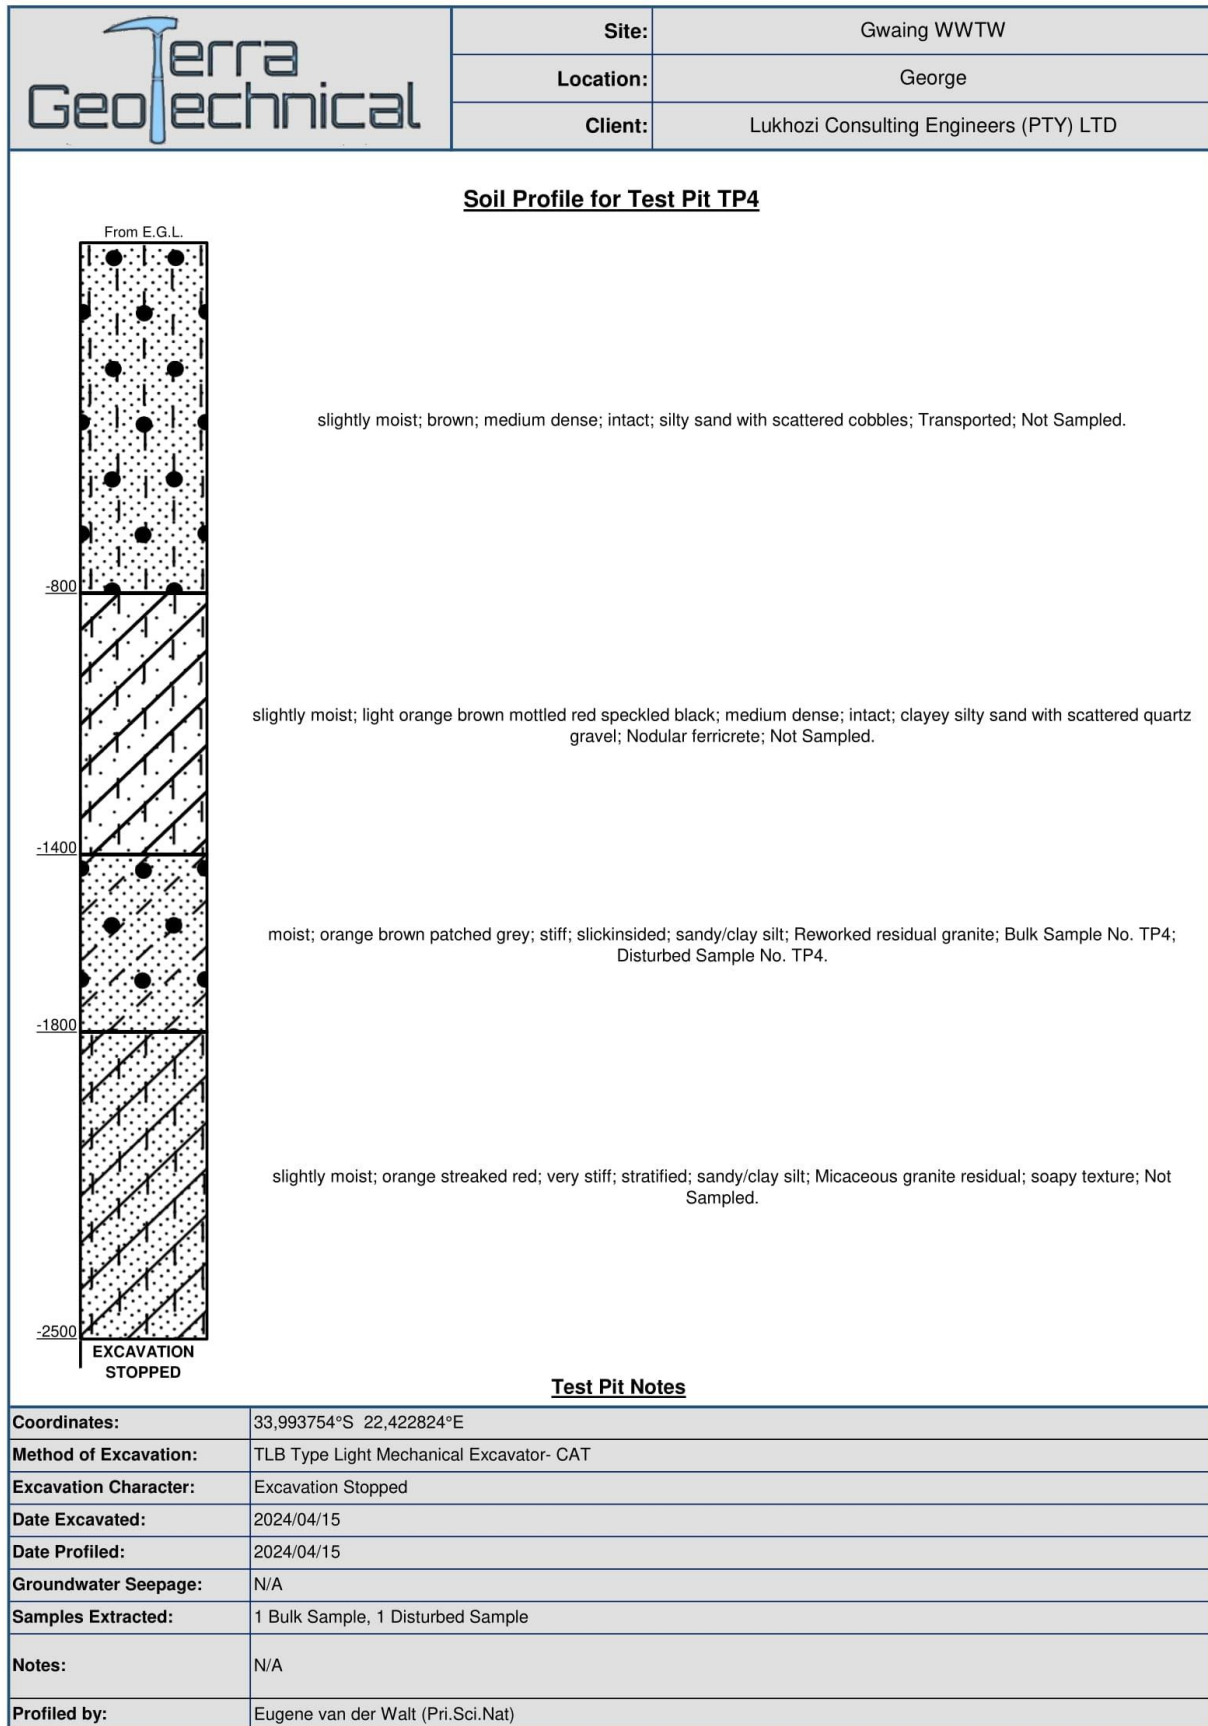 Terra
GeoTechnical
Site: Gwaing WWTW
Location: George
Client: Lukhozi Consulting Engineers (PTY) LTD
Soil Profile for Test Pit TP4
From E.G.L.
slightly moist; brown; medium dense; intact; silty sand with scattered cobbles; Transported; Not Sampled.
-800
slightly moist; light orange brown mottled red speckled black; medium dense; intact; clayey silty sand with scattered quartz
gravel; Nodular ferricrete; Not Sampled.
-1400
moist; orange brown patched grey; stiff; slickinsided; sandy/clay silt; Reworked residual granite; Bulk Sample No. TP4;
Disturbed Sample No. TP4.
-1800
slightly moist; orange streaked red; very stiff; stratified; sandy/clay silt; Micaceous granite residual; soapy texture; Not
Sampled.
-2500
EXCAVATION
STOPPED
Test Pit Notes
Coordinates: 33,993754°S 22,422824°E
Method of Excavation: TLB Type Light Mechanical Excavator- CAT
Excavation Character: Excavation Stopped
Date Excavated: 2024/04/15
Date Profiled: 2024/04/15
Groundwater Seepage: N/A
Samples Extracted: 1 Bulk Sample, 1 Disturbed Sample
Notes: N/A
Profiled by: Eugene van der Walt (Pri.Sci.Nat)